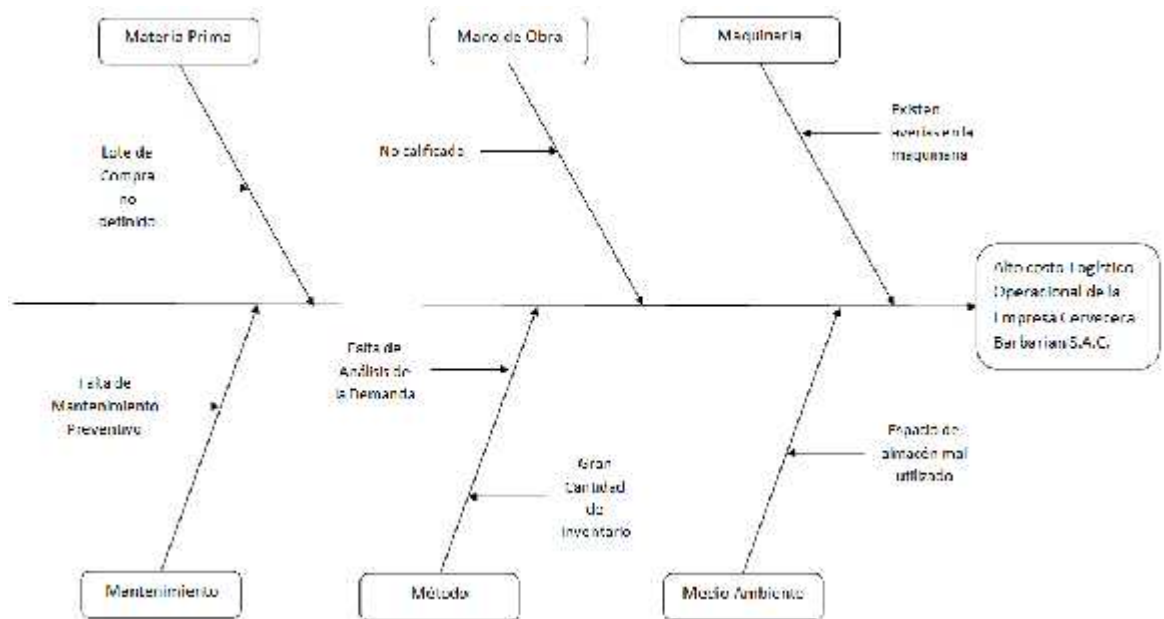 Materia Prima
Mano de Obra
Maquinaria
Lote de
Compra
no
definido
No calificada
Existen
averias en la
maquinaria
Alto costo Logístico
Operacional de la
Empresa Cervecera
Barbarian S.A.C.
Falta de
Mantenimiento
Preventivo
Falta de
Análisis de
la Demanda
Gran
Cantidad
de
Inventario
Espacio de
almacén mal
utilizado
Mantenimiento
Método
Medio Ambiente